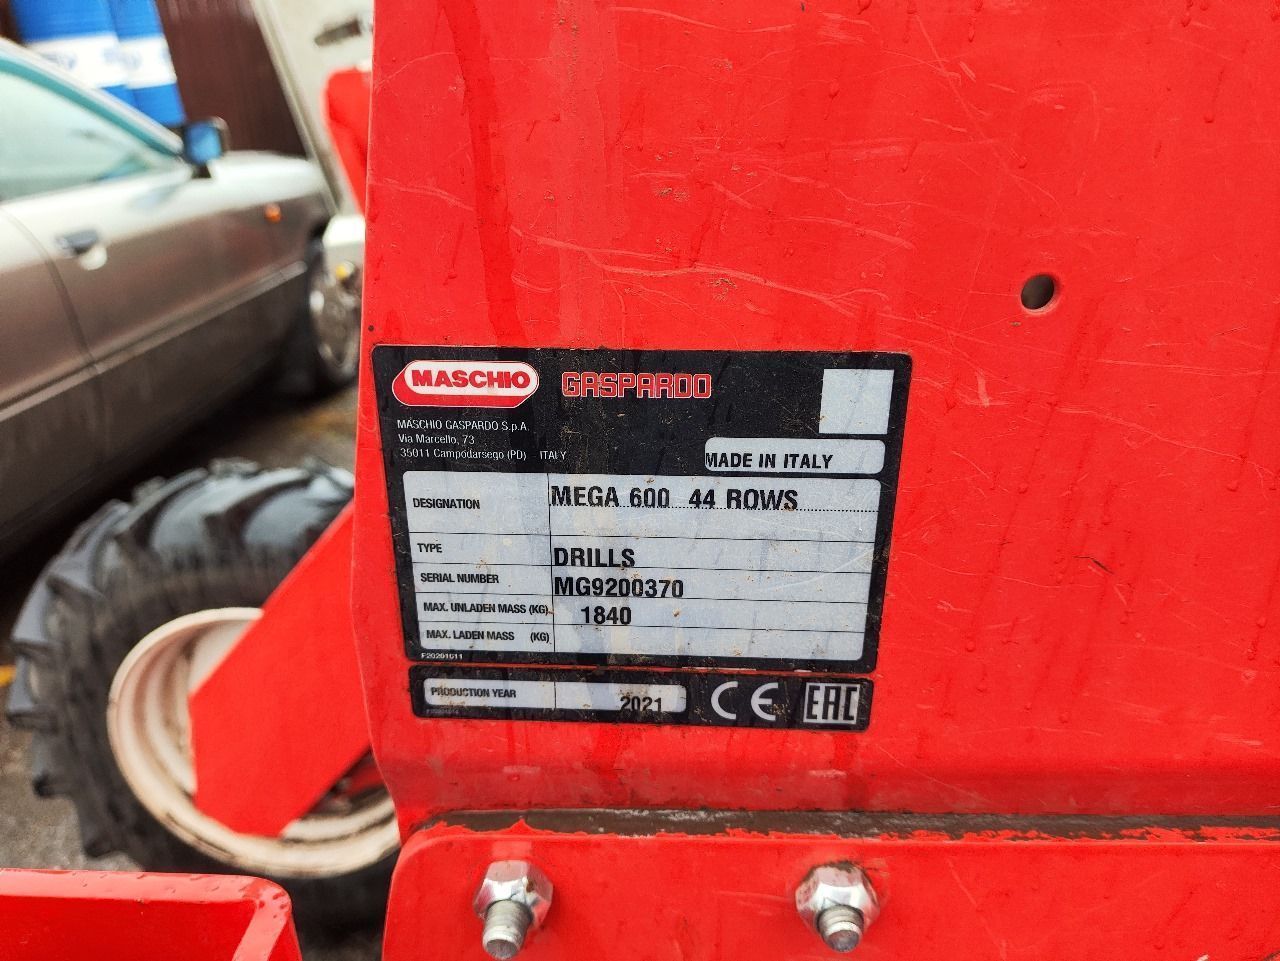 MASCHIO GASPARDO
MASCHIO GASPARDO S.p.A.
Via Marcello, 73
35011 Campodarsego (PD) ITALY
MADE IN ITALY
DESIGNATION MEGA 600 44 ROWS
TYPE DRILLS
SERIAL NUMBER MG9200370
MAX. UNLADEN MASS (KG) 1840
MAX. LADEN MASS (KG)
F20201611
PRODUCTION YEAR 2021
CE EAC